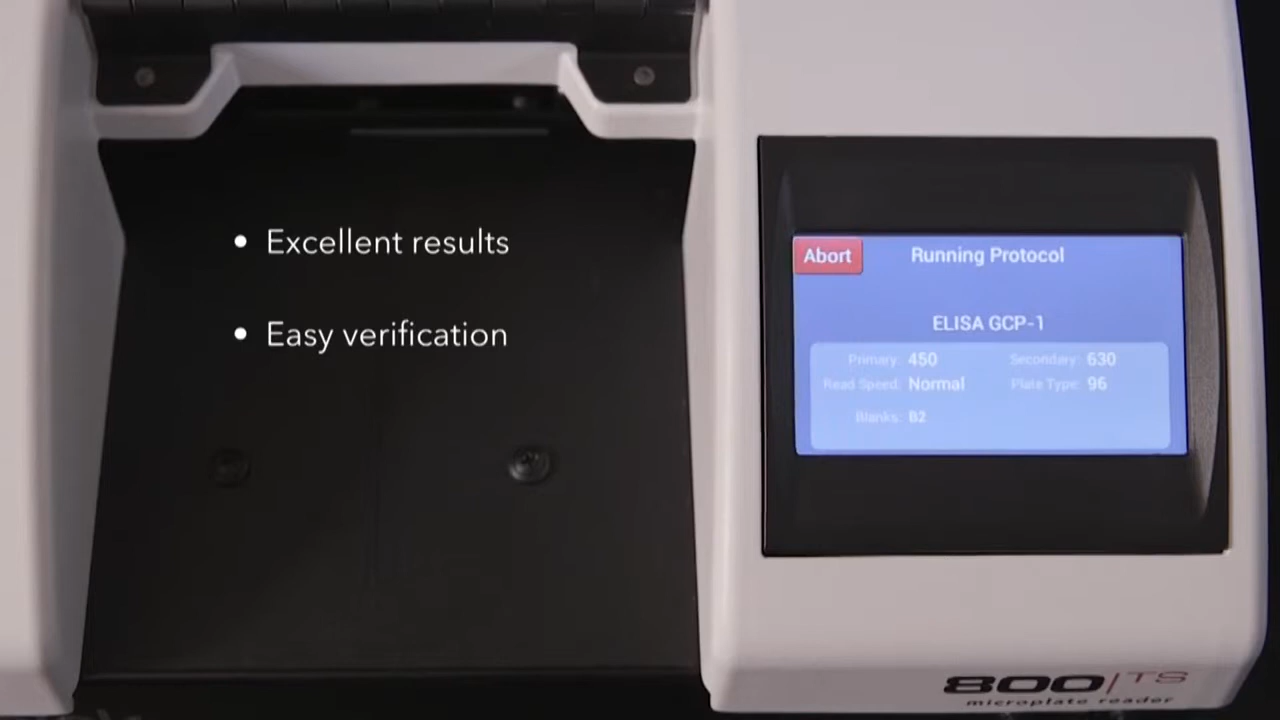 • Excellent results
• Easy verification
Abort Running Protocol
ELISA GCP-1
Primary: 450 Secondary: 630
Read Speed: Normal Plate Type: 96
Blanks: B2
800|TS
microplate reader